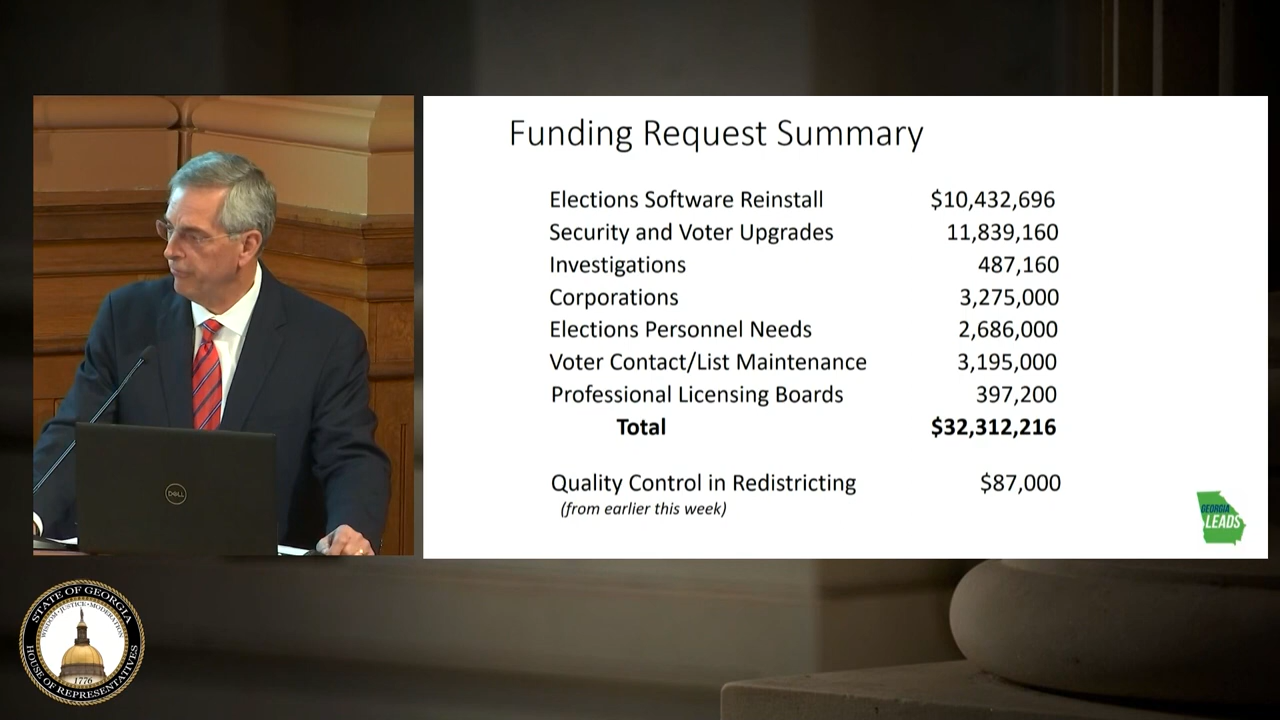 Funding Request Summary
Elections Software Reinstall $10,432,696
Security and Voter Upgrades 11,839,160
Investigations 487,160
Corporations 3,275,000
Elections Personnel Needs 2,686,000
Voter Contact/List Maintenance 3,195,000
Professional Licensing Boards 397,200
Total $32,312,216
Quality Control in Redistricting $87,000
(from earlier this week)
GEORGIA
LEADS
DELL
STATE OF GEORGIA
WISDOM · JUSTICE · MODERATION
1776
HOUSE OF REPRESENTATIVES